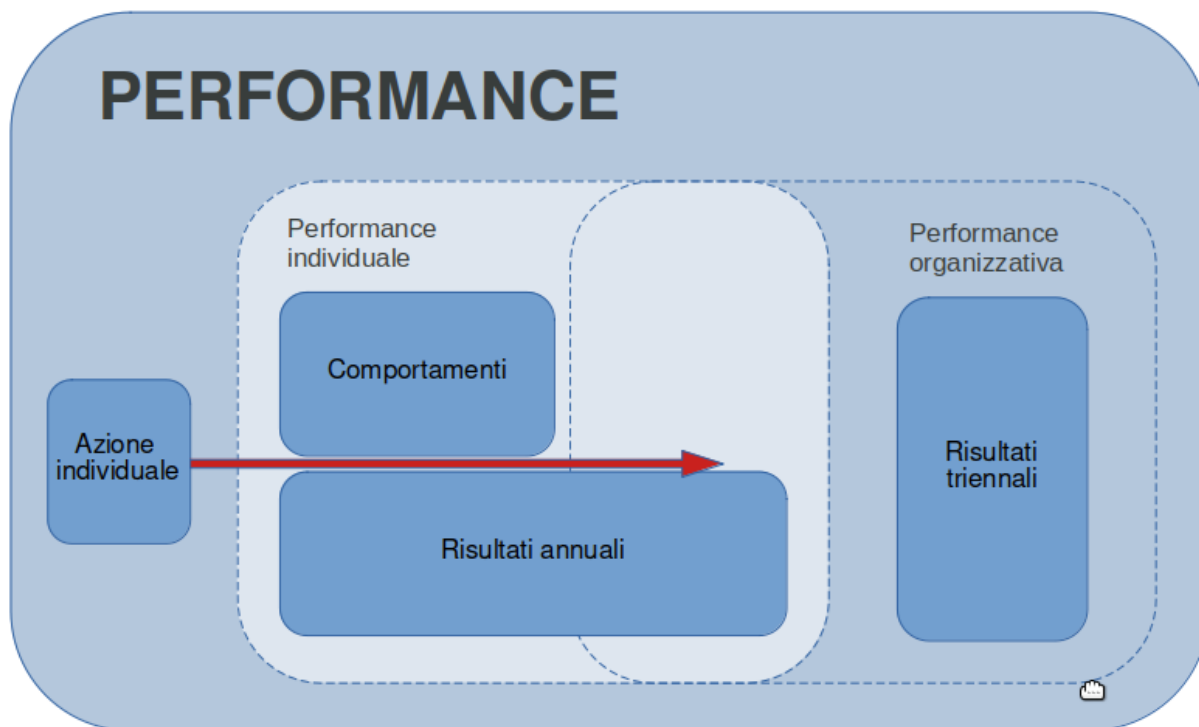 PERFORMANCE
Performance
individuale
Performance
organizzativa
Comportamenti
Azione
individuale
Risultati
triennali
Risultati annuali